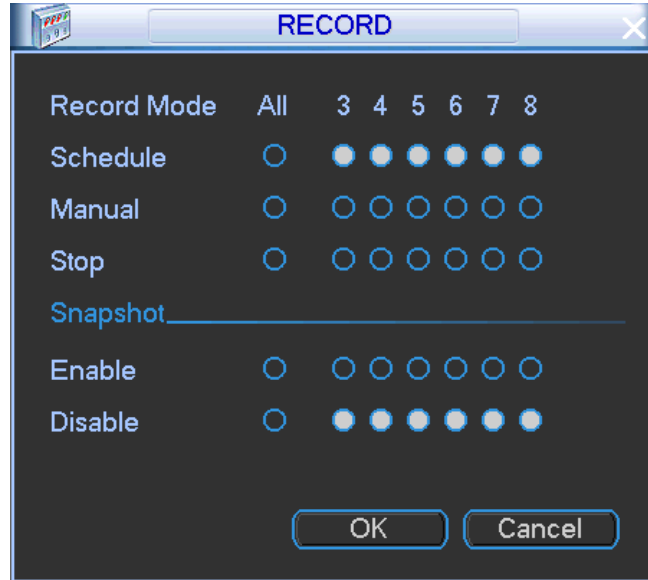 RECORD
Record Mode All 3 4 5 6 7 8
Schedule
Manual
Stop
Snapshot
Enable
Disable
OK Cancel